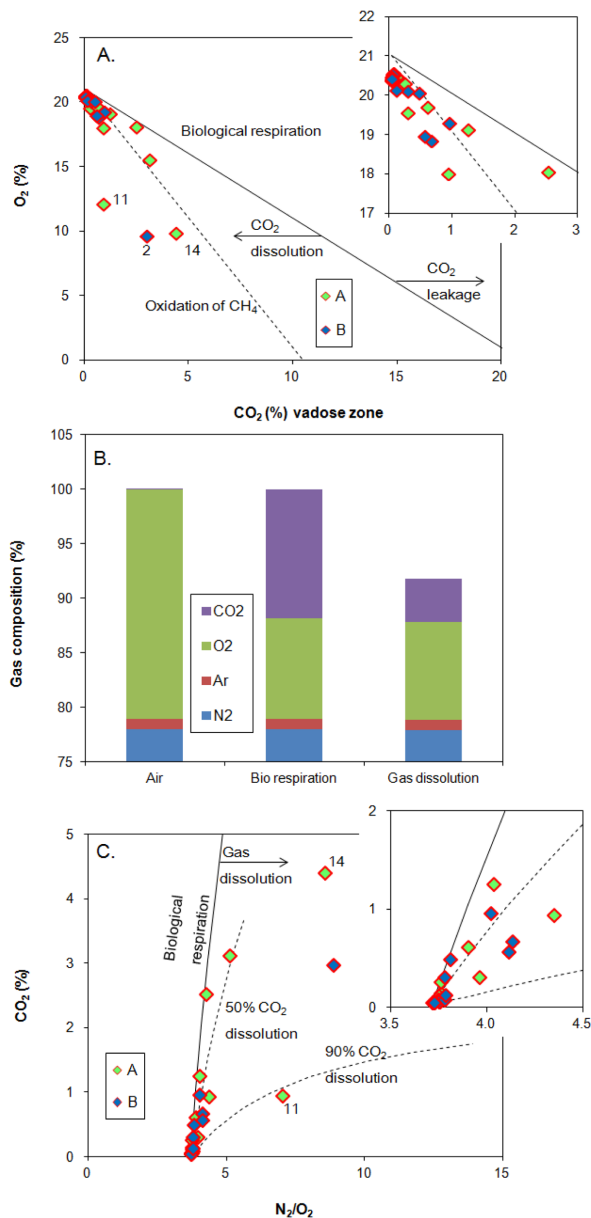 A.
O2 (%)
25
20
15
10
5
0
0
5
10
15
20
CO2 (%) vadose zone
Biological respiration
CO2
dissolution
CO2
leakage
Oxidation of CH4
11
2
14
A
B
22
21
20
19
18
17
0
1
2
3
B.
Gas composition (%)
105
100
95
90
85
80
75
CO2
O2
Ar
N2
Air
Bio respiration
Gas dissolution
C.
CO2 (%)
5
4
3
2
1
0
0
5
10
15
N2/O2
Biological
respiration
Gas
dissolution
14
50% CO2
dissolution
90% CO2
dissolution
11
A
B
2
1
0
3.5
4.0
4.5